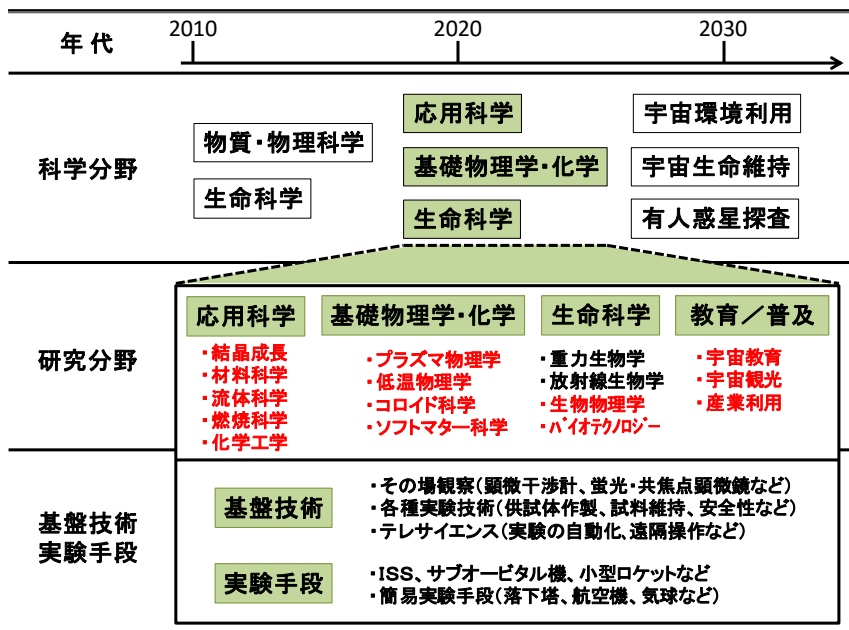 年代
2010
2020
2030
科学分野
物質・物理科学
生命科学
応用科学
基礎物理学・化学
生命科学
宇宙環境利用
宇宙生命維持
有人惑星探査
研究分野
応用科学
・結晶成長
・材料科学
・流体科学
・燃焼科学
・化学工学
基礎物理学・化学
・プラズマ物理学
・低温物理学
・コロイド科学
・ソフトマター科学
生命科学
・重力生物学
・放射線生物学
・生物物理学
・バイオテクノロジー
教育／普及
・宇宙教育
・宇宙観光
・産業利用
基盤技術
実験手段
基盤技術
・その場観察(顕微干渉計、蛍光・共焦点顕微鏡など)
・各種実験技術(供試体作製、試料維持、安全性など)
・テレサイエンス(実験の自動化、遠隔操作など)
実験手段
・ISS、サブオービタル機、小型ロケットなど
・簡易実験手段(落下塔、航空機、気球など)